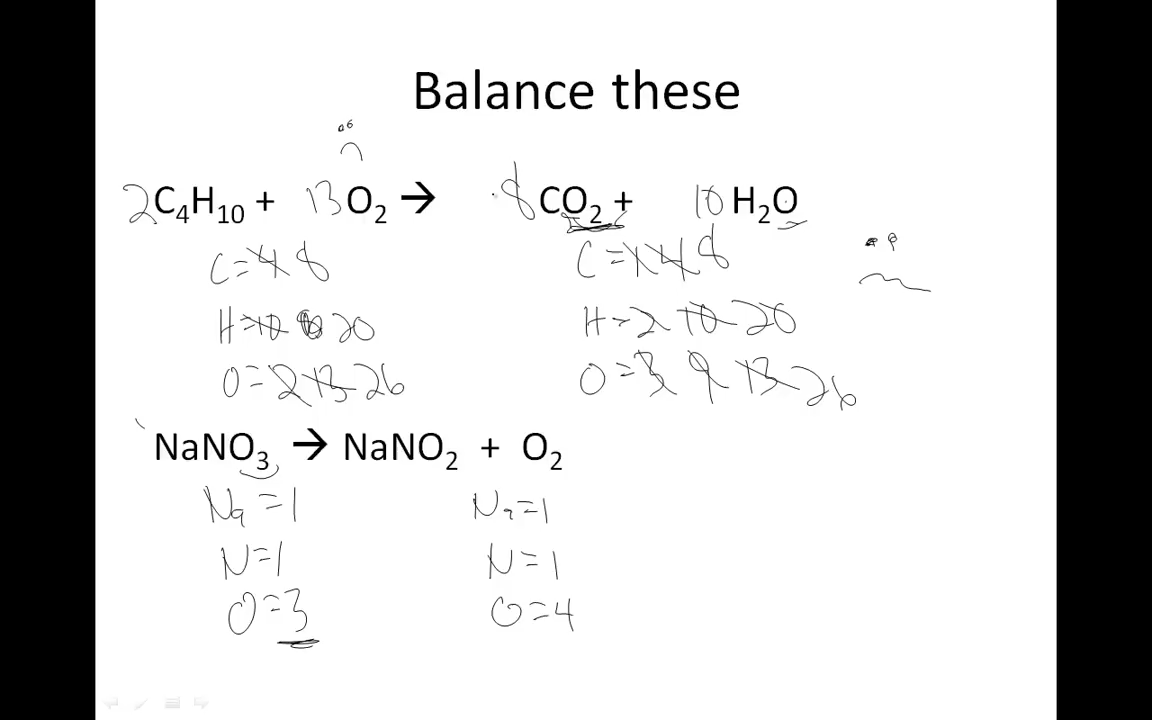 Balance these
2C₄H₁₀ + 13O₂ → 8CO₂ + 10H₂O
C = 4 8 C = 1 4 8
H = 10 20 H = 2 10 20
O = 2 13 26 O = 3 9 13 26
NaNO₃ → NaNO₂ + O₂
Na = 1 Na = 1
N = 1 N = 1
O = 3 O = 4